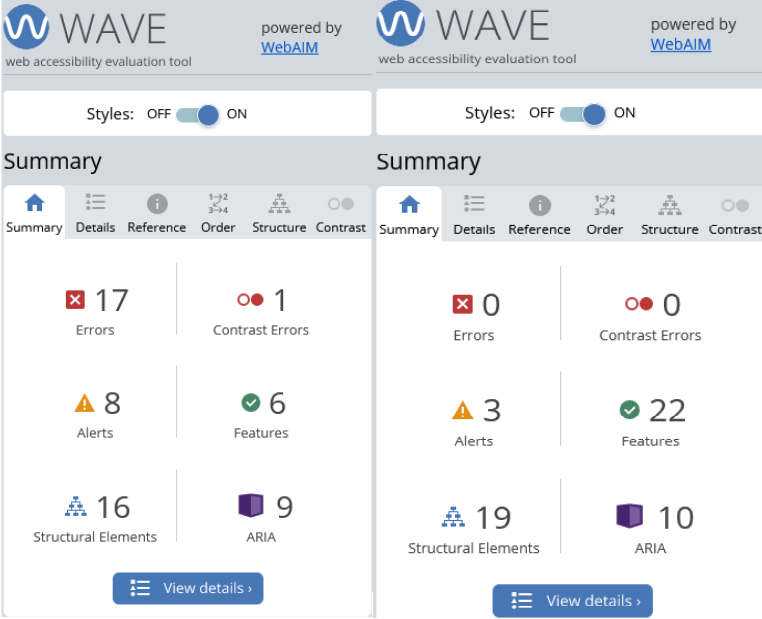 WAVE
powered by
WebAIM
web accessibility evaluation tool
Styles: OFF ON
Summary
Summary Details Reference Order Structure Contrast
17
Errors
1
Contrast Errors
8
Alerts
6
Features
16
Structural Elements
9
ARIA
View details ›
WAVE
powered by
WebAIM
web accessibility evaluation tool
Styles: OFF ON
Summary
Summary Details Reference Order Structure Contrast
0
Errors
0
Contrast Errors
3
Alerts
22
Features
19
Structural Elements
10
ARIA
View details ›